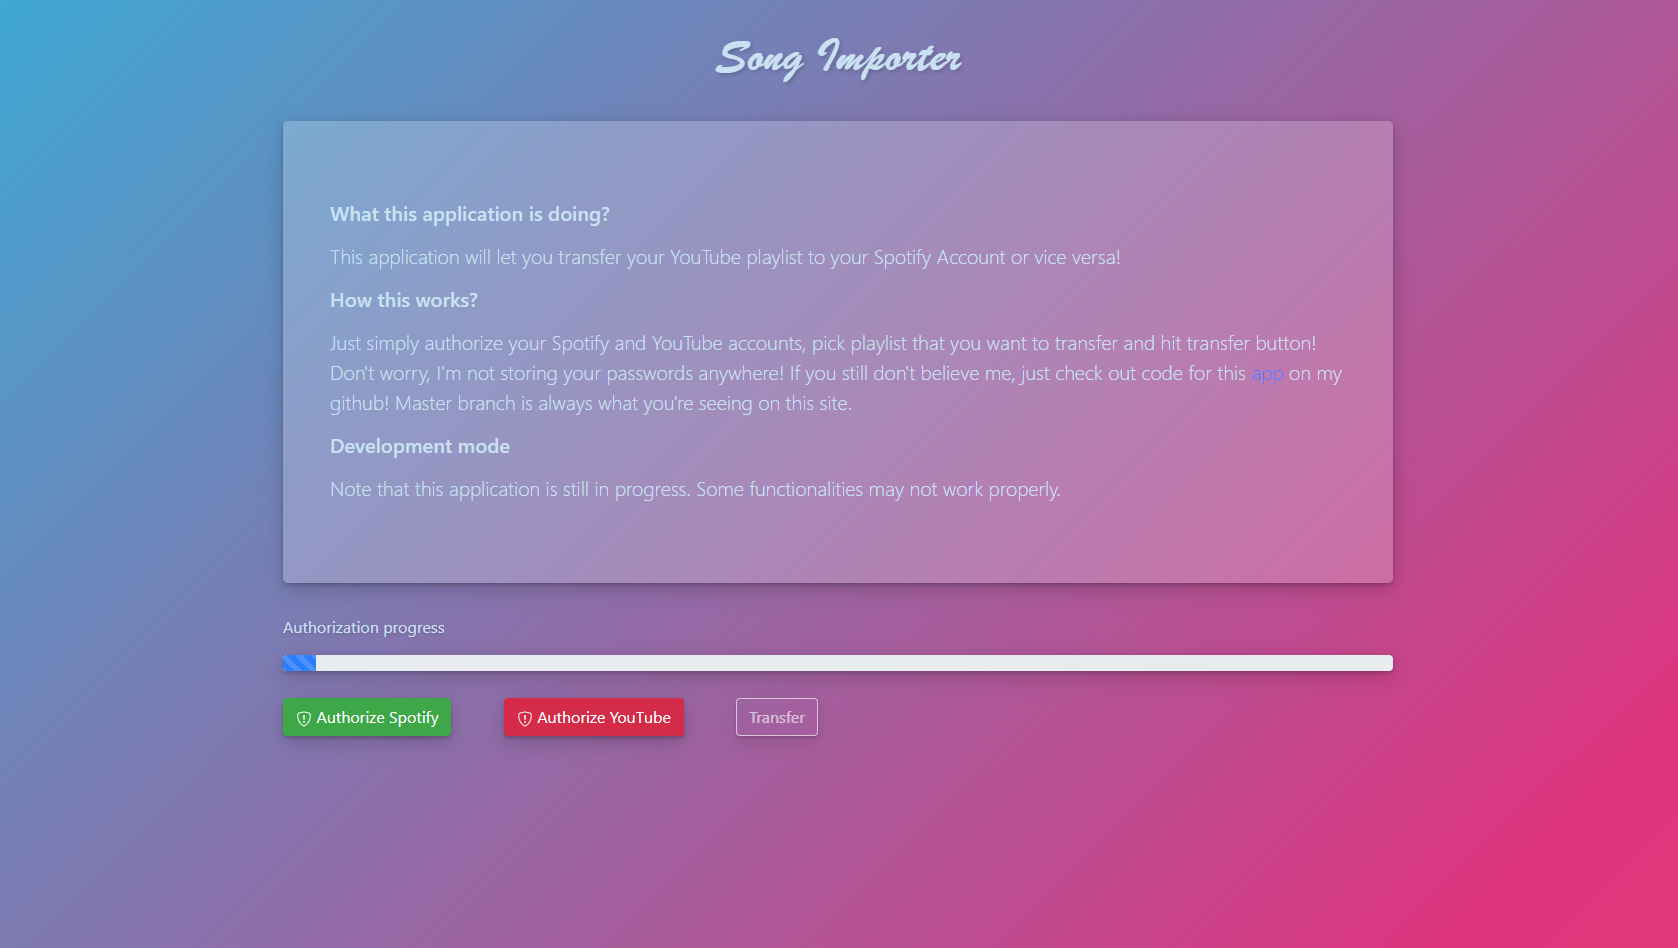 Song Importer
What this application is doing?
This application will let you transfer your YouTube playlist to your Spotify Account or vice versa!
How this works?
Just simply authorize your Spotify and YouTube accounts, pick playlist that you want to transfer and hit transfer button!
Don't worry, I'm not storing your passwords anywhere! If you still don't believe me, just check out code for this app on my
github! Master branch is always what you're seeing on this site.
Development mode
Note that this application is still in progress. Some functionalities may not work properly.
Authorization progress
Authorize Spotify
Authorize YouTube
Transfer